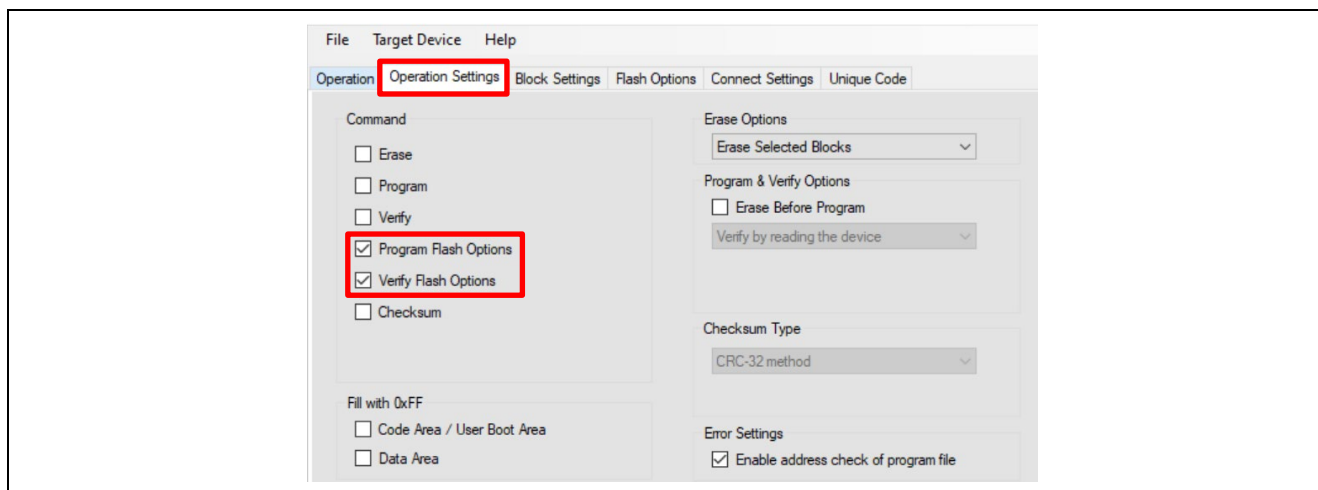 File Target Device Help
Operation Operation Settings Block Settings Flash Options Connect Settings Unique Code
Command
Erase
Program
Verify
Program Flash Options
Verify Flash Options
Checksum
Fill with 0xFF
Code Area / User Boot Area
Data Area
Erase Options
Erase Selected Blocks
Program & Verify Options
Erase Before Program
Verify by reading the device
Checksum Type
CRC-32 method
Error Settings
Enable address check of program file